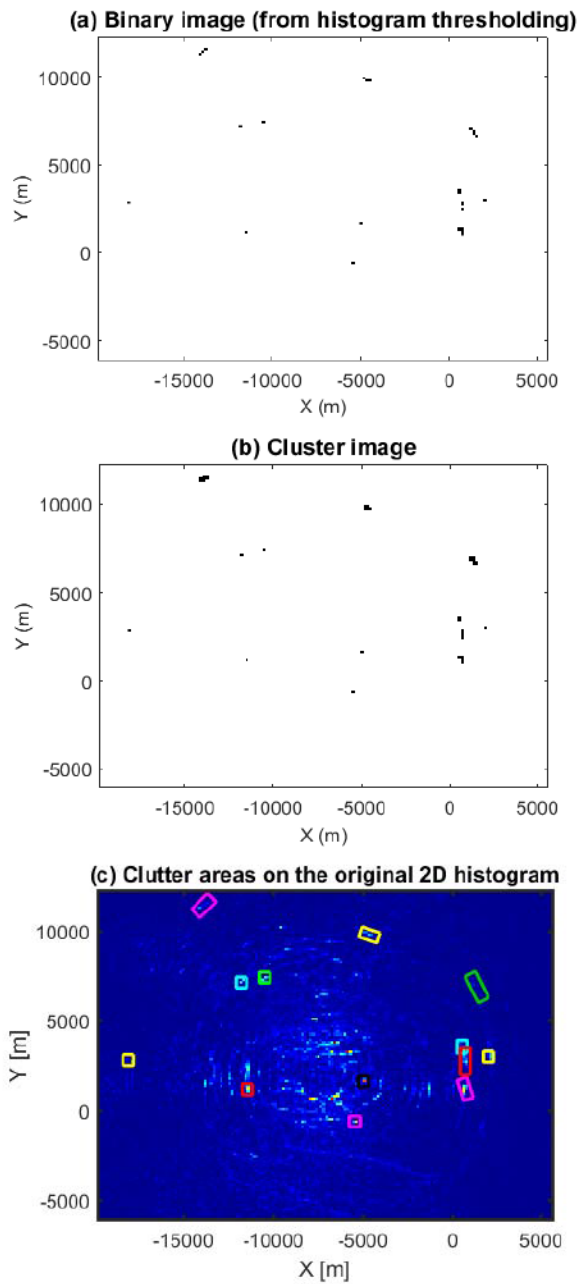 (a) Binary image (from histogram thresholding)
10000
5000
0
-5000
Y (m)
-15000 -10000 -5000 0 5000
X (m)
(b) Cluster image
10000
5000
0
-5000
Y (m)
-15000 -10000 -5000 0 5000
X (m)
(c) Clutter areas on the original 2D histogram
10000
5000
0
-5000
Y [m]
-15000 -10000 -5000 0 5000
X [m]